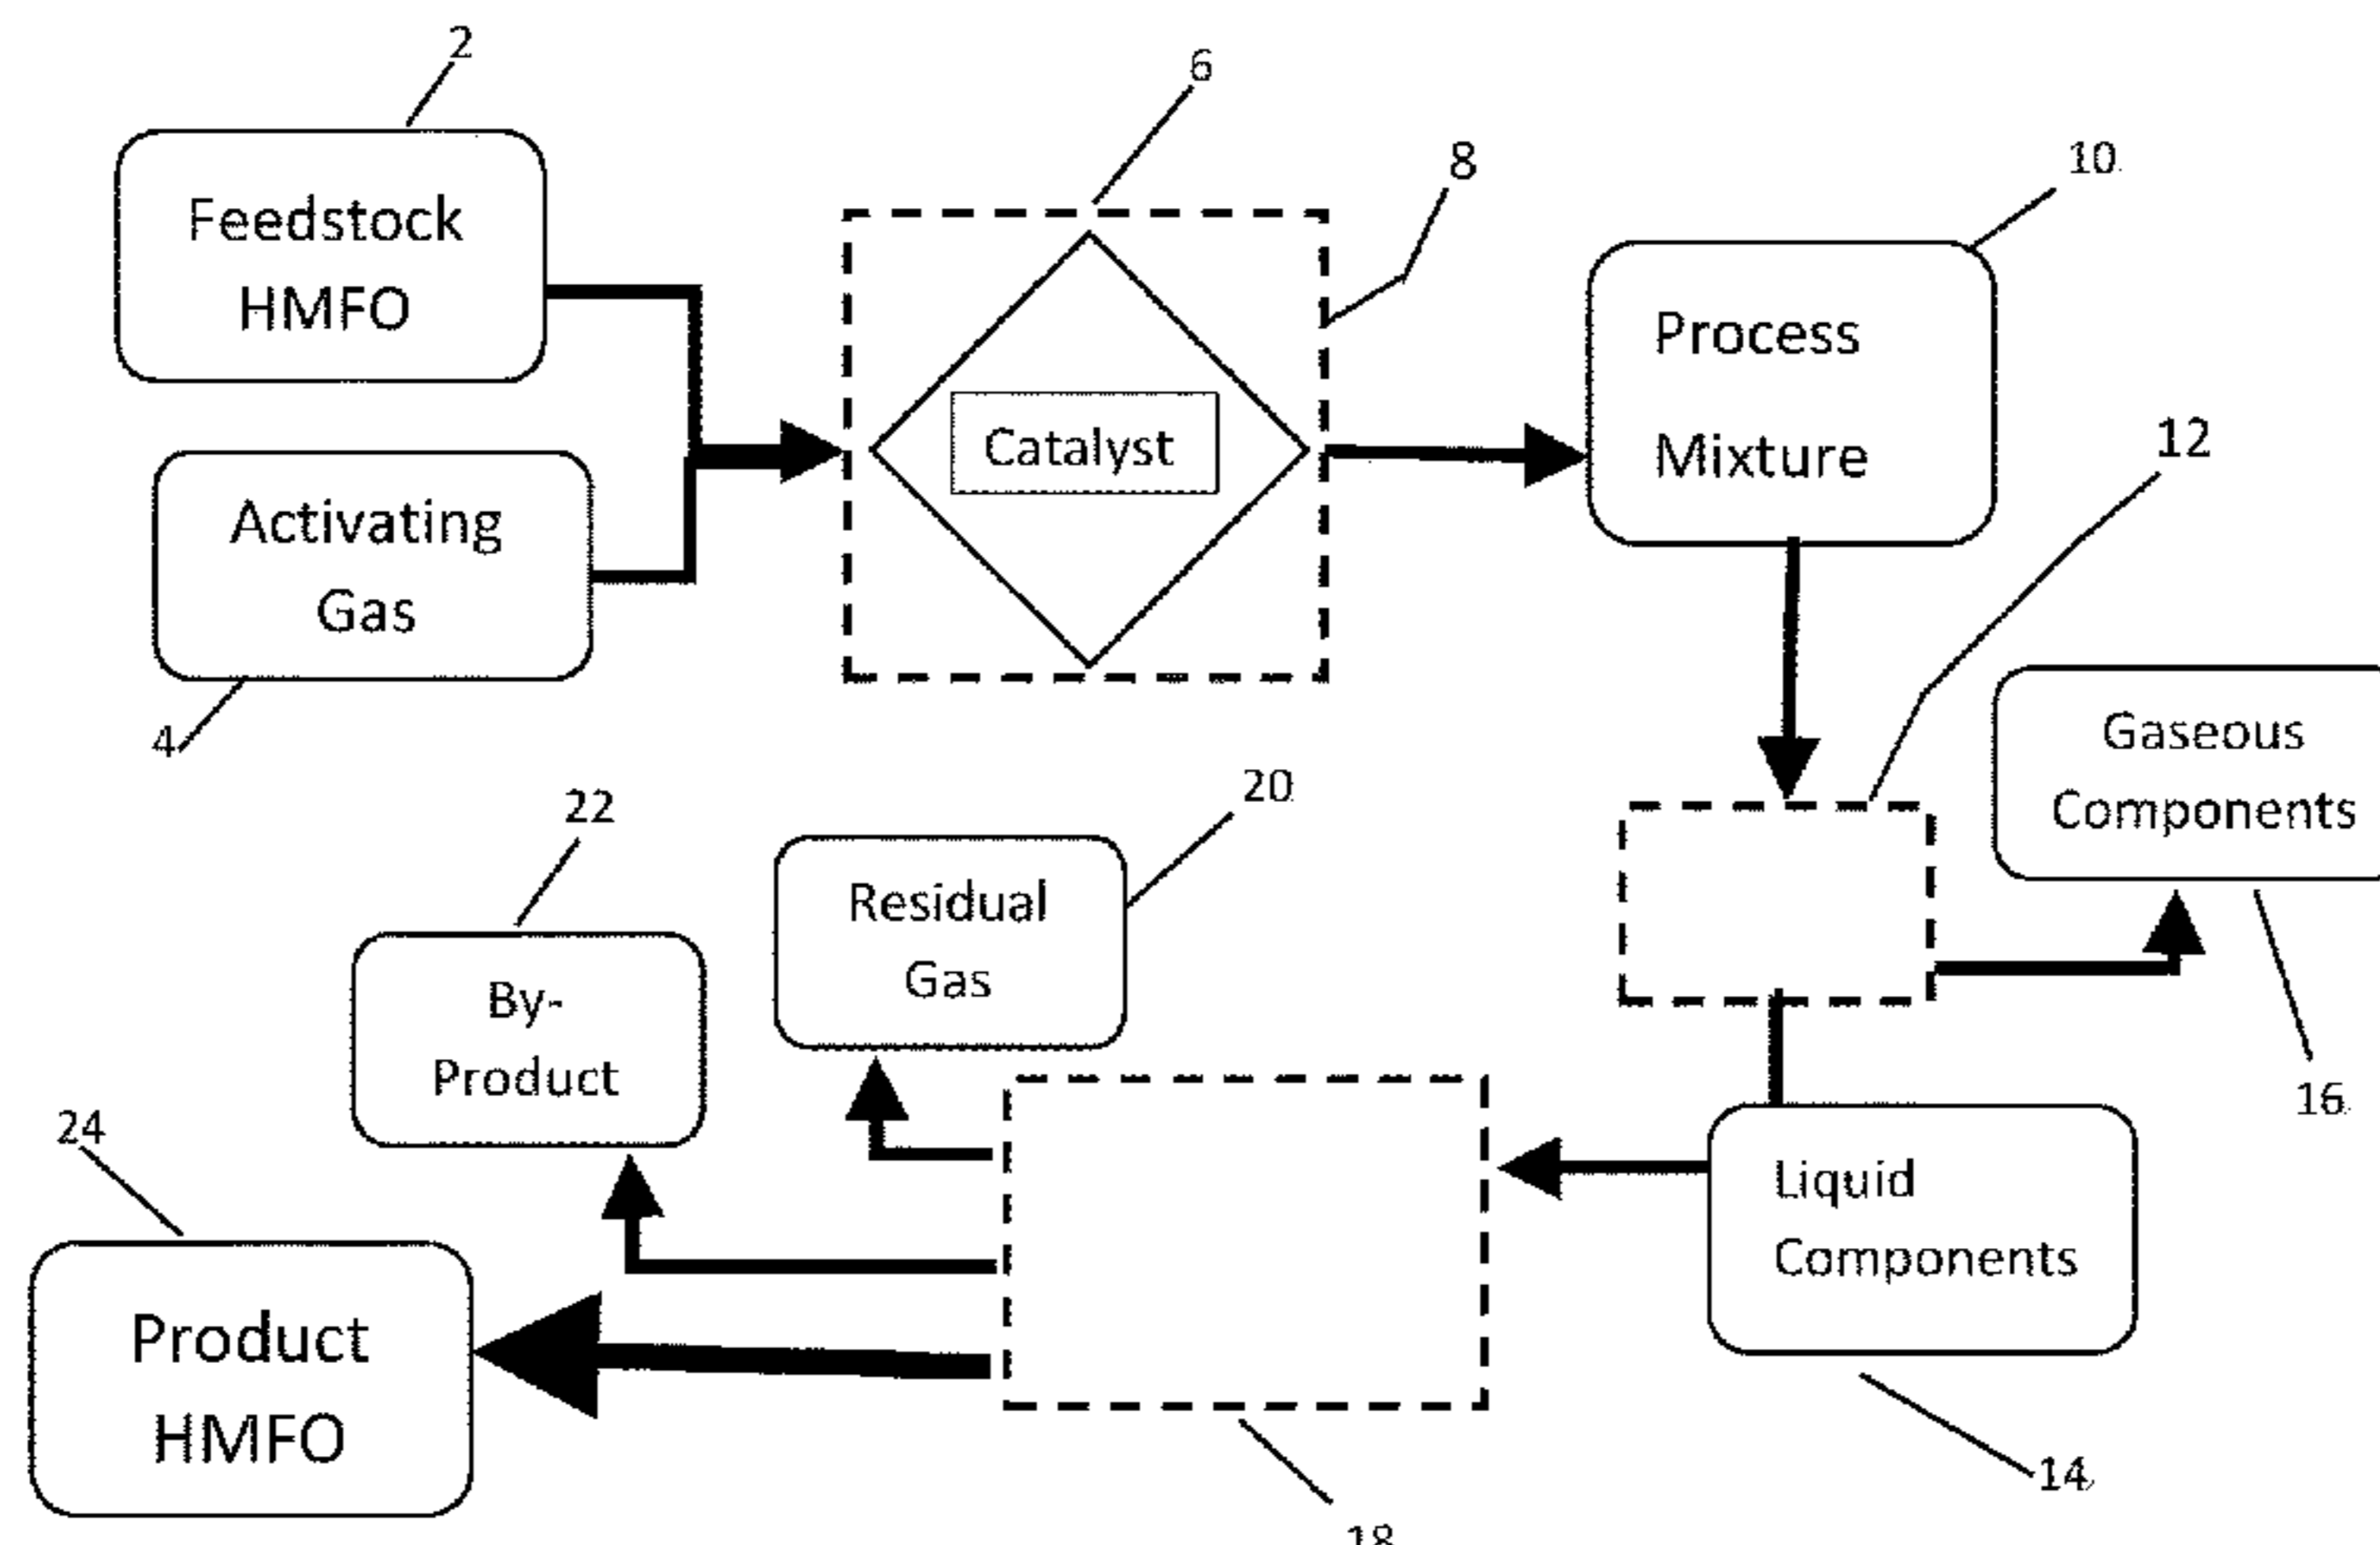 2
6
8
10
Feedstock
HMFO
Catalyst
Process
Mixture
12
Activating
Gas
4
Gaseous
Components
16
20
22
Residual
Gas
By-
Product
24
Liquid
Components
14
Product
HMFO
18